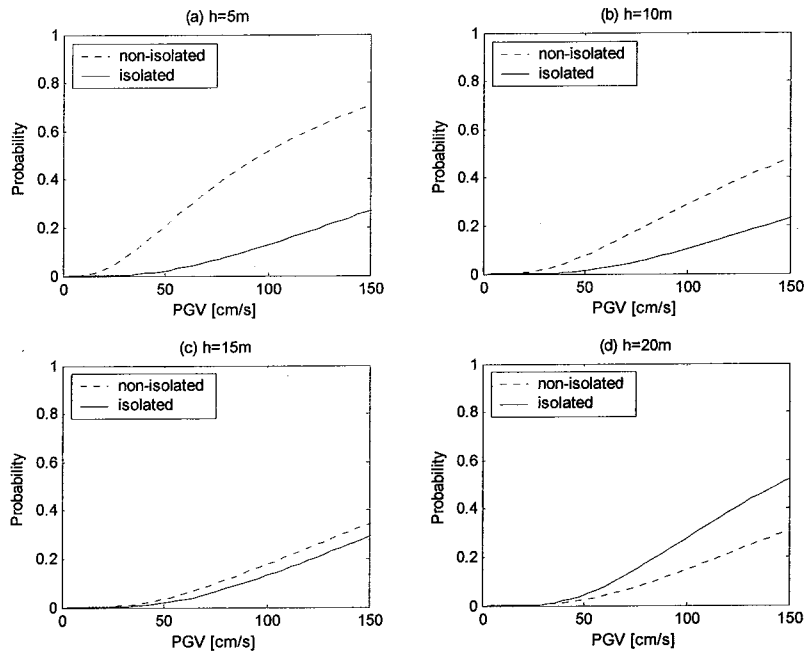 (a) h=5m
1
0.8
0.6
0.4
0.2
0
non-isolated
isolated
Probability
0
50
100
150
PGV [cm/s]
(b) h=10m
1
0.8
0.6
0.4
0.2
0
non-isolated
isolated
Probability
0
50
100
150
PGV [cm/s]
(c) h=15m
1
0.8
0.6
0.4
0.2
0
non-isolated
isolated
Probability
0
50
100
150
PGV [cm/s]
(d) h=20m
1
0.8
0.6
0.4
0.2
0
non-isolated
isolated
Probability
0
50
100
150
PGV [cm/s]